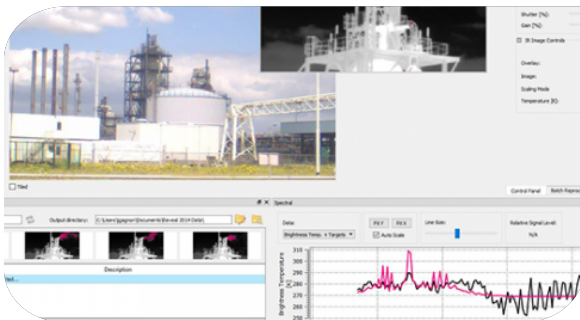 Shutter [%]:
Gain [%]:
IR Image Controls
Overlay:
Image:
Scaling Mode
Temperature [K]:
7
Tiled
Control Panel
Spectral
Output directory:
Data:
Fit Y Fit X
Line Size:
Relative Signal Level:
Brightness Temp. + Targets
Auto Scale
N/A
Description
Brightness Temperature
[K]
310
300
290
280
270
260
250